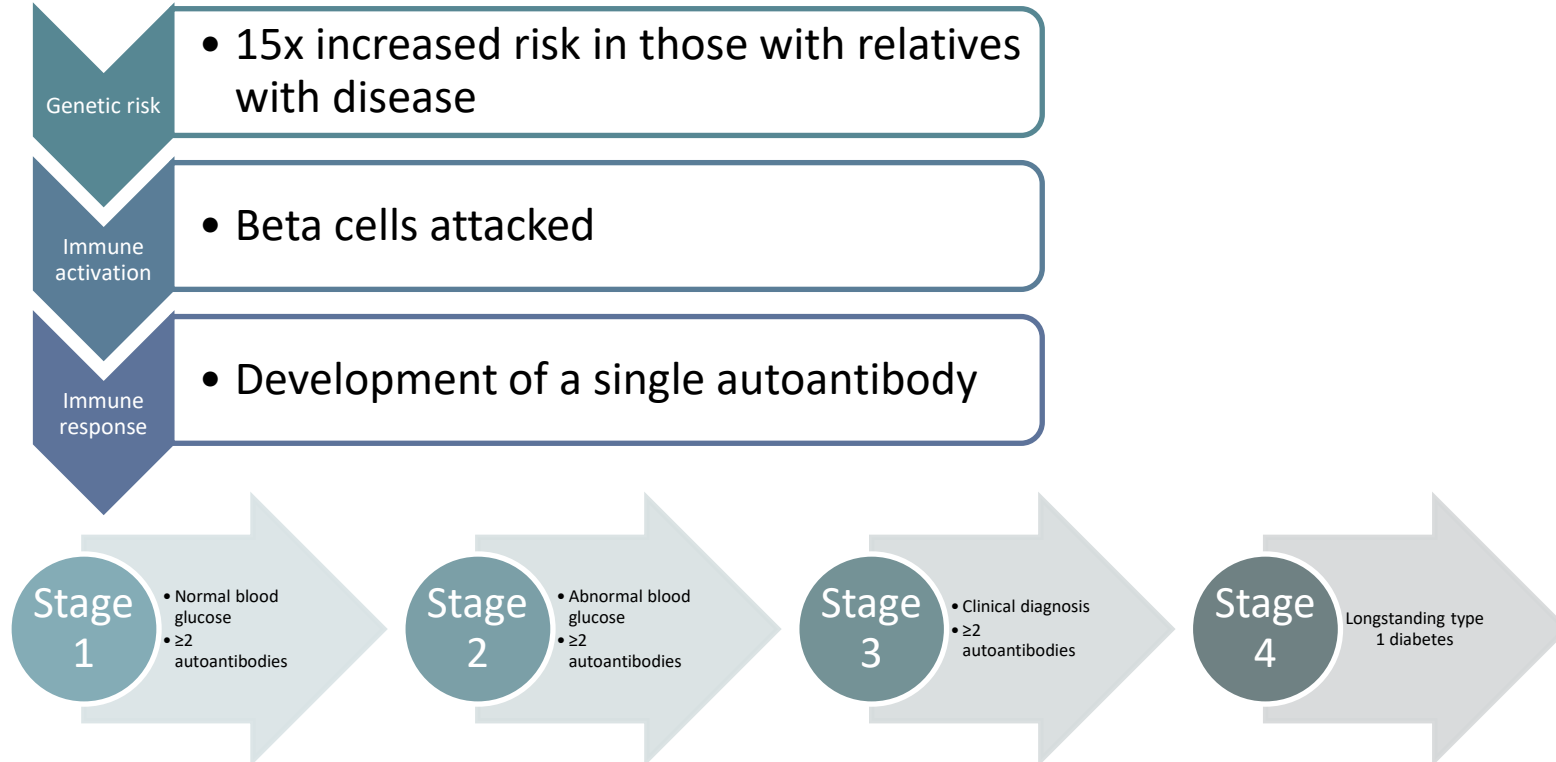 Genetic risk
• 15x increased risk in those with relatives
with disease
Immune
activation
• Beta cells attacked
Immune
response
• Development of a single autoantibody
Stage
1
• Normal blood
glucose
• ≥2
autoantibodies
Stage
2
• Abnormal blood
glucose
• ≥2
autoantibodies
Stage
3
• Clinical diagnosis
• ≥2
autoantibodies
Stage
4
Longstanding type
1 diabetes